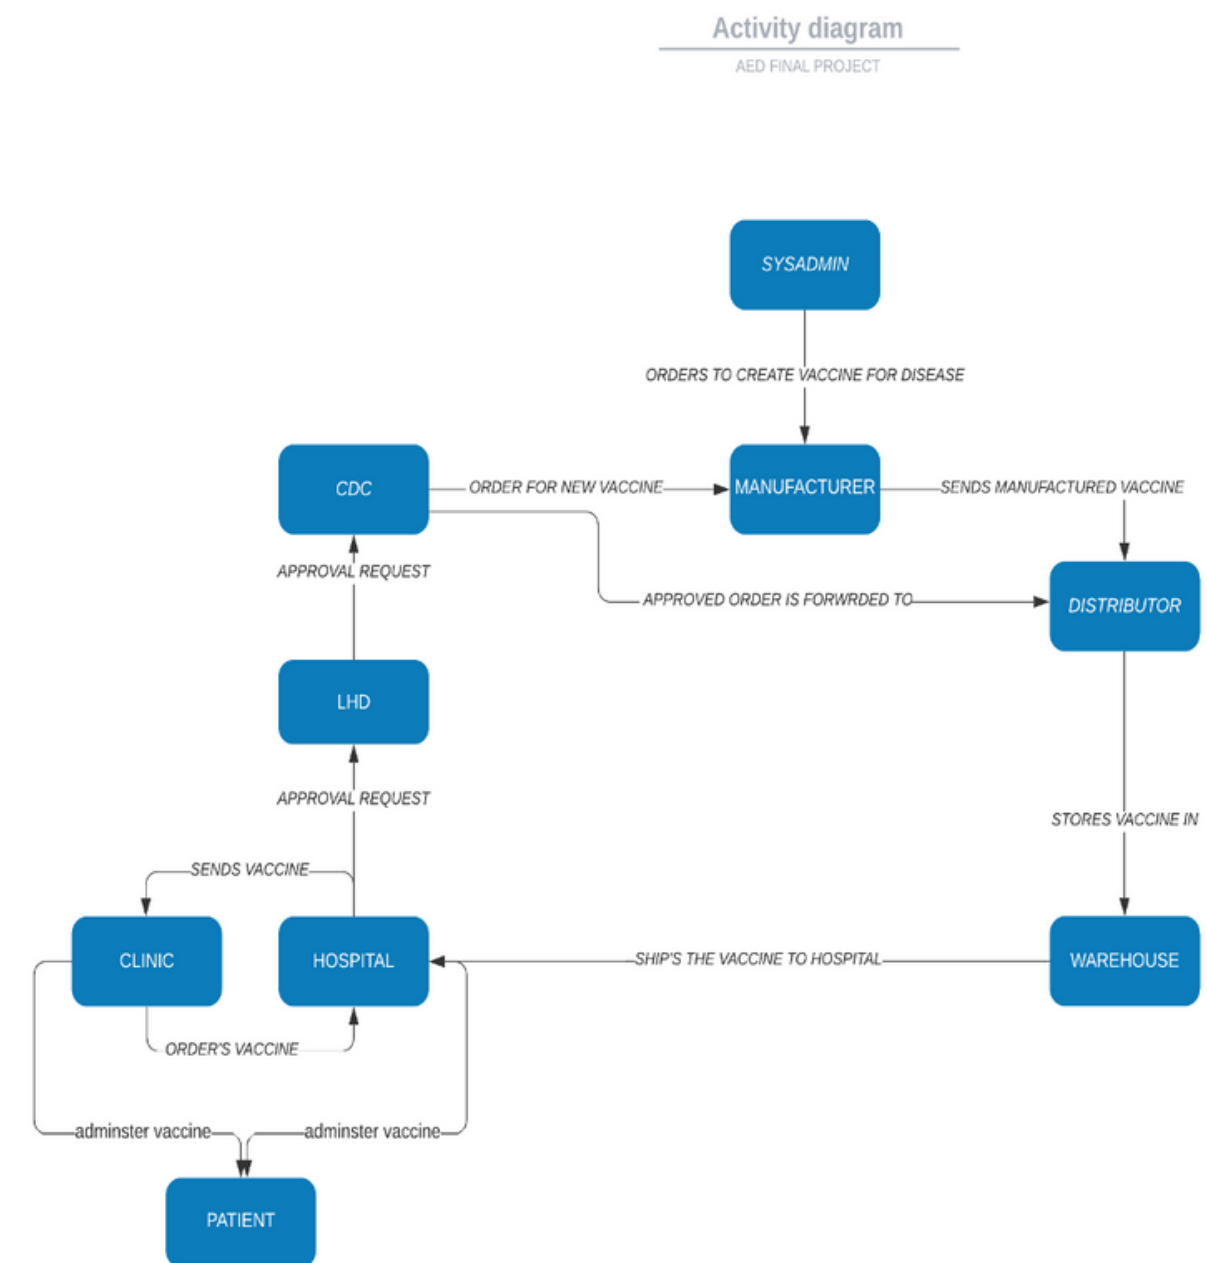 Activity diagram
AED FINAL PROJECT
SYSADMIN
ORDERS TO CREATE VACCINE FOR DISEASE
CDC
ORDER FOR NEW VACCINE
MANUFACTURER
SENDS MANUFACTURED VACCINE
APPROVAL REQUEST
APPROVED ORDER IS FORWRDED TO
DISTRIBUTOR
LHD
APPROVAL REQUEST
STORES VACCINE IN
SENDS VACCINE
CLINIC
HOSPITAL
SHIP'S THE VACCINE TO HOSPITAL
WAREHOUSE
ORDER'S VACCINE
adminster vaccine
adminster vaccine
PATIENT